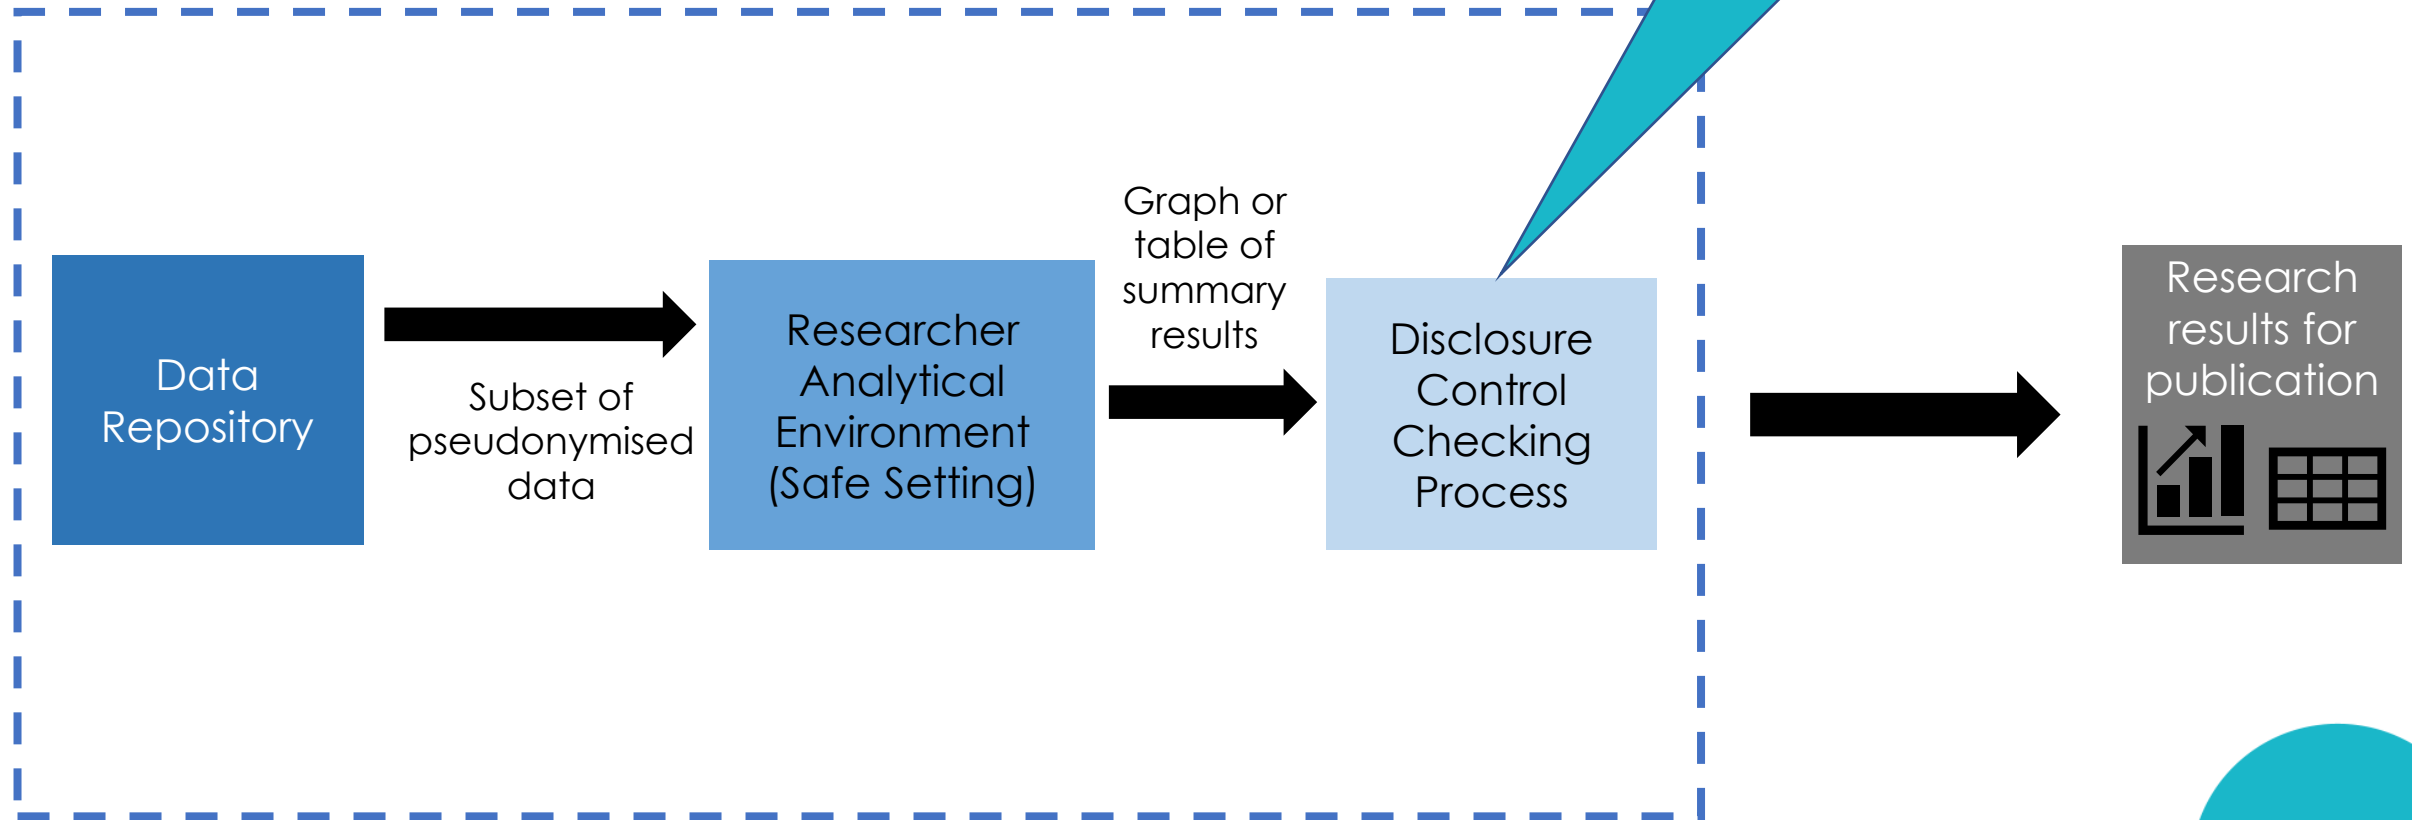 Data
Repository
Subset of
pseudonymised
data
Researcher
Analytical
Environment
(Safe Setting)
Graph or
table of
summary
results
Disclosure
Control
Checking
Process
Research
results for
publication